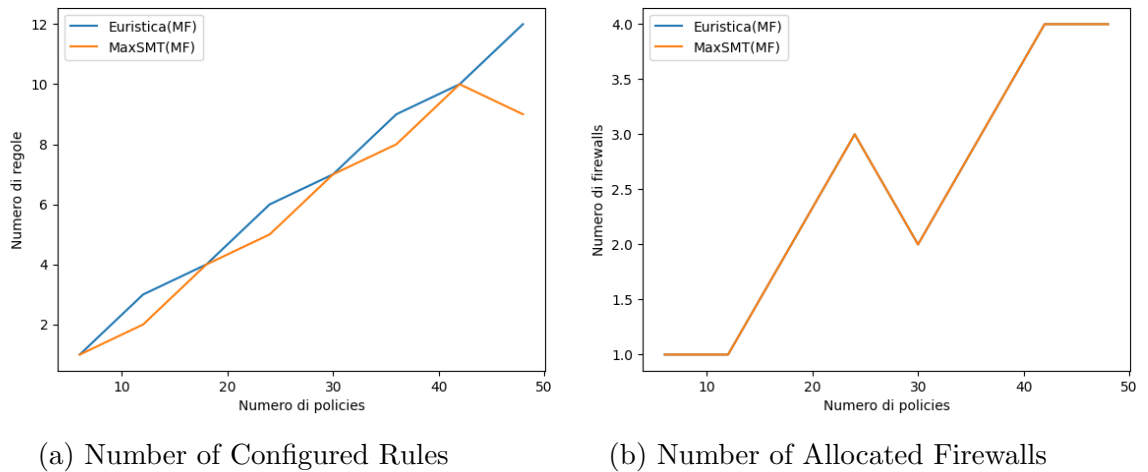 12
10
8
6
4
2
Numero di regole
Euristica(MF)
MaxSMT(MF)
10
20
30
40
50
Numero di policies
(a) Number of Configured Rules
4.0
3.5
3.0
2.5
2.0
1.5
1.0
Numero di firewalls
Euristica(MF)
MaxSMT(MF)
10
20
30
40
50
Numero di policies
(b) Number of Allocated Firewalls